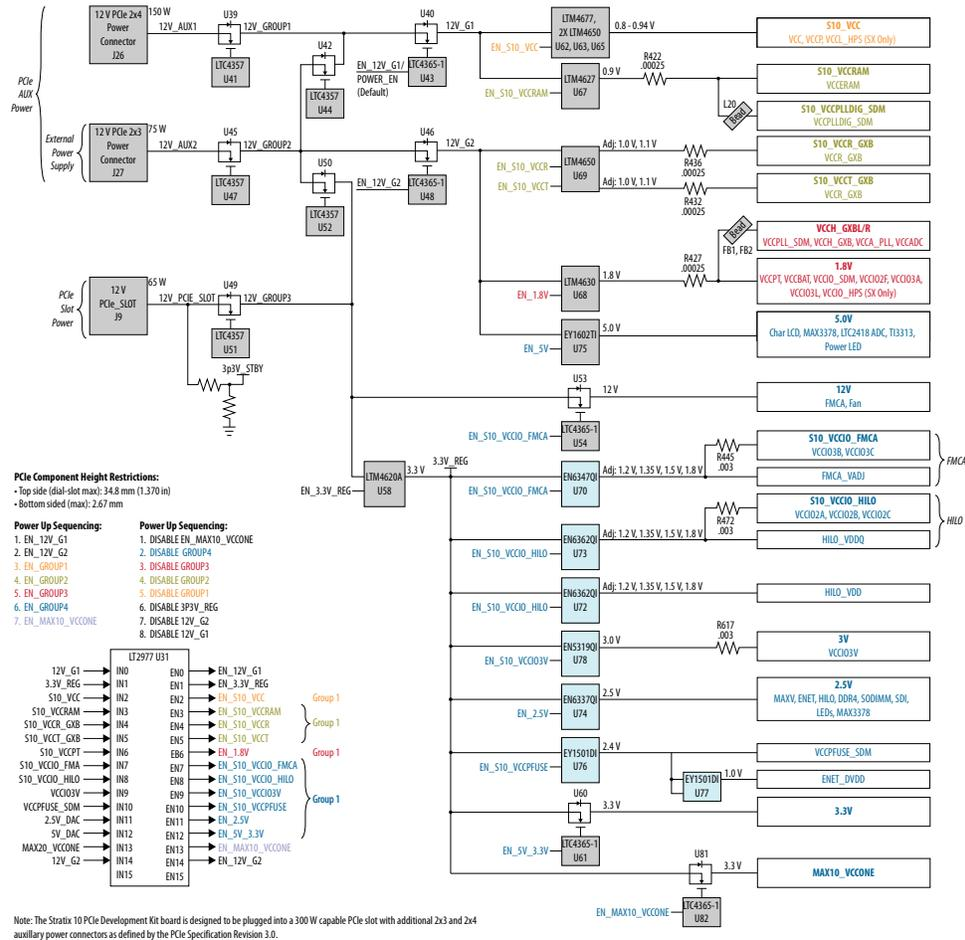 PCIe
AUX
Power
12 V PCIe 2x4
Power
Connector
J26
150 W
12V_AUX1
U39
LTC4357
U41
12V_GROUP1
U42
LTC4357
U44
EN_12V_G1/
POWER_EN
(Default)
U40
LTC4365-1
U43
12V_G1
EN_S10_VCC
LTM4677,
2X LTM4650
U62, U63, U65
0.8 - 0.94 V
S10_VCC
VCC, VCCP, VCCL_HPS (SX Only)
EN_S10_VCCRAM
LTM4627
U67
0.9 V
R422
.00025
S10_VCCRAM
VCCERAM
L20
Bead
S10_VCCPLLDIG_SDM
VCCPLLDIG_SDM
External
Power
Supply
12 V PCIe 2x3
Power
Connector
J27
75 W
12V_AUX2
U45
LTC4357
U47
12V_GROUP2
U50
LTC4357
U52
EN_12V_G2
U46
LTC4365-1
U48
12V_G2
EN_S10_VCCR
EN_S10_VCCT
LTM4650
U69
Adj: 1.0 V, 1.1 V
R436
.00025
S10_VCCR_GXB
VCCR_GXB
Adj: 1.0 V, 1.1 V
R432
.00025
S10_VCCT_GXB
VCCR_GXB
Bead
FB1, FB2
VCCH_GXBL/R
VCCPLL_SDM, VCCH_GXB, VCCA_PLL, VCCADC
EN_1.8V
LTM4630
U68
1.8 V
R427
.00025
1.8V
VCCPT, VCCBAT, VCCIO_SDM, VCCIO2F, VCCIO3A,
VCCIO3L, VCCIO_HPS (SX Only)
EN_5V
EY1602TI
U75
5.0 V
5.0V
Char LCD, MAX3378, LTC2418 ADC, TI3313,
Power LED
PCIe
Slot
Power
12 V
PCIe_SLOT
J9
65 W
12V_PCIE_SLOT
U49
LTC4357
U51
12V_GROUP3
3p3V_STBY
U53
12 V
EN_S10_VCCIO_FMCA
LTC4365-1
U54
12V
FMCA, Fan
EN_3.3V_REG
LTM4620A
U58
3.3 V
3.3V_REG
EN_S10_VCCIO_FMCA
EN6347QI
U70
Adj: 1.2 V, 1.35 V, 1.5 V, 1.8 V
R445
.003
S10_VCCIO_FMCA
VCCIO3B, VCCIO3C
FMCA_VADJ
FMCA
EN_S10_VCCIO_HILO
EN6362QI
U73
Adj: 1.2 V, 1.35 V, 1.5 V, 1.8 V
R472
.003
S10_VCCIO_HILO
VCCIO2A, VCCIO2B, VCCIO2C
HILO_VDDQ
HILO
EN_S10_VCCIO_HILO
EN6362QI
U72
Adj: 1.2 V, 1.35 V, 1.5 V, 1.8 V
HILO_VDD
EN_S10_VCCIO3V
EN5319QI
U78
3.0 V
R617
.003
3V
VCCIO3V
EN_2.5V
EN6337QI
U74
2.5 V
2.5V
MAXV, ENET, HILO, DDR4, SODIMM, SDI,
LEDs, MAX3378
EN_S10_VCCPFUSE
EY1501DI
U76
2.4 V
VCCPFUSE_SDM
EY1501DI
U77
1.0 V
ENET_DVDD
U60
3.3 V
EN_5V_3.3V
LTC4365-1
U61
3.3V
U81
3.3 V
EN_MAX10_VCCONE
LTC4365-1
U82
MAX10_VCCONE
PCIe Component Height Restrictions:
• Top side (dial-slot max): 34.8 mm (1.370 in)
• Bottom sided (max): 2.67 mm
Power Up Sequencing:
1. EN_12V_G1
2. EN_12V_G2
3. EN_GROUP1
4. EN_GROUP2
5. EN_GROUP3
6. EN_GROUP4
7. EN_MAX10_VCCONE
Power Up Sequencing:
1. DISABLE EN_MAX10_VCCONE
2. DISABLE GROUP4
3. DISABLE GROUP3
4. DISABLE GROUP2
5. DISABLE GROUP1
6. DISABLE 3P3V_REG
7. DISABLE 12V_G2
8. DISABLE 12V_G1
LT2977 U31
12V_G1 IN0 EN0 EN_12V_G1
3.3V_REG IN1 EN1 EN_3.3V_REG
S10_VCC IN2 EN2 EN_S10_VCC Group 1
S10_VCCRAM IN3 EN3 EN_S10_VCCRAM
S10_VCCR_GXB IN4 EN4 EN_S10_VCCR Group 1
S10_VCCT_GXB IN5 EN5 EN_S10_VCCT
S10_VCCPT IN6 EB6 EN_1.8V Group 1
S10_VCCIO_FMA IN7 EN7 EN_S10_VCCIO_FMCA
S10_VCCIO_HILO IN8 EN8 EN_S10_VCCIO_HILO
VCCIO3V IN9 EN9 EN_S10_VCCIO3V Group 1
VCCPFUSE_SDM IN10 EN10 EN_S10_VCCPFUSE
2.5V_DAC IN11 EN11 EN_2.5V
5V_DAC IN12 EN12 EN_5V_3.3V
MAX20_VCCONE IN13 EN13 EN_MAX10_VCCONE
12V_G2 IN14 EN14 EN_12V_G2
IN15 EN15
Note: The Stratix 10 PCIe Development Kit board is designed to be plugged into a 300 W capable PCIe slot with additional 2x3 and 2x4
auxillary power connectors as defined by the PCIe Specification Revision 3.0.